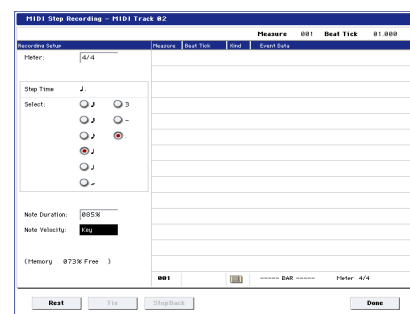 MIDI Step Recording – MIDI Track 02
Measure 001 Beat Tick 01.000
Recording Setup Measure Beat Tick Kind Event Data
Meter: 4/4
Step Time ♩.
Select: 3
Note Duration: 085%
Note Velocity: Key
(Memory 073% Free )
001 ----- BAR ----- Meter 4/4
Rest Tie StepBack Done